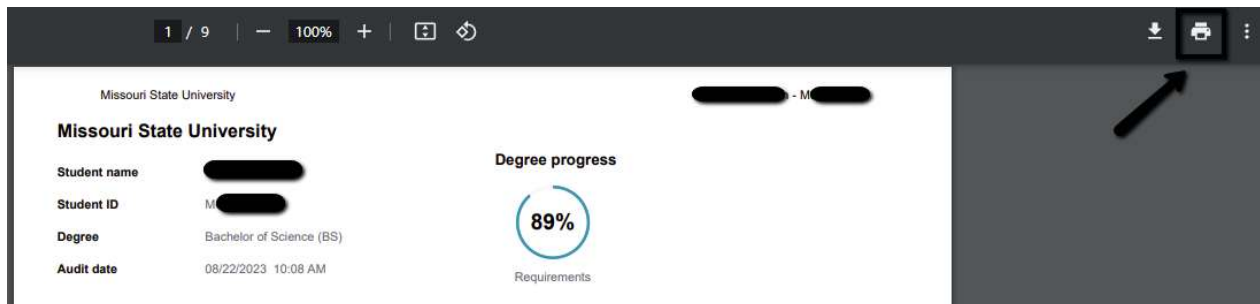 1 / 9 | — 100% + |
Missouri State University - M
Missouri State University
Student name
Student ID M
Degree Bachelor of Science (BS)
Audit date 08/22/2023 10:08 AM
Degree progress
89%
Requirements